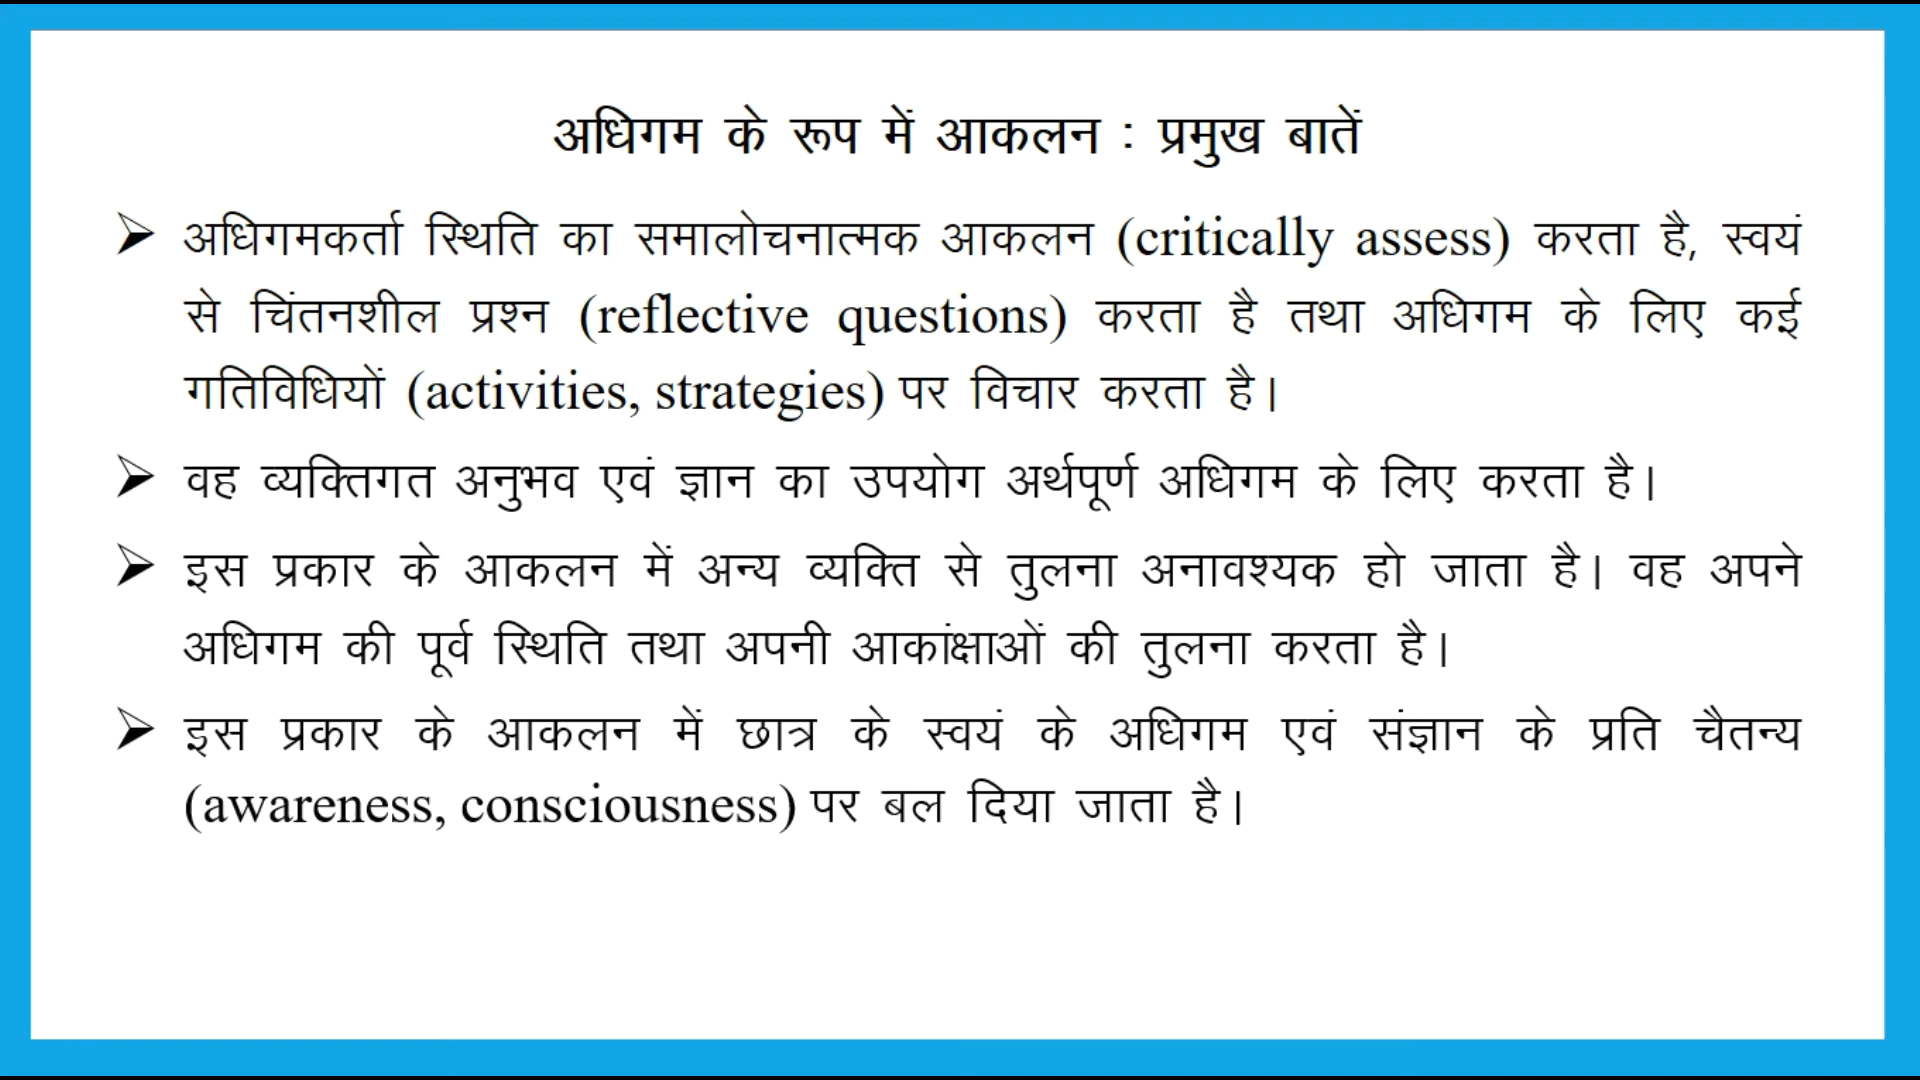 अधिगम के रूप में आकलन : प्रमुख बातें
➢ अधिगमकर्ता स्थिति का समालोचनात्मक आकलन (critically assess) करता है, स्वयं
से चिंतनशील प्रश्न (reflective questions) करता है तथा अधिगम के लिए कई
गतिविधियों (activities, strategies) पर विचार करता है।
➢ वह व्यक्तिगत अनुभव एवं ज्ञान का उपयोग अर्थपूर्ण अधिगम के लिए करता है।
➢ इस प्रकार के आकलन में अन्य व्यक्ति से तुलना अनावश्यक हो जाता है। वह अपने
अधिगम की पूर्व स्थिति तथा अपनी आकांक्षाओं की तुलना करता है।
➢ इस प्रकार के आकलन में छात्र के स्वयं के अधिगम एवं संज्ञान के प्रति चैतन्य
(awareness, consciousness) पर बल दिया जाता है।